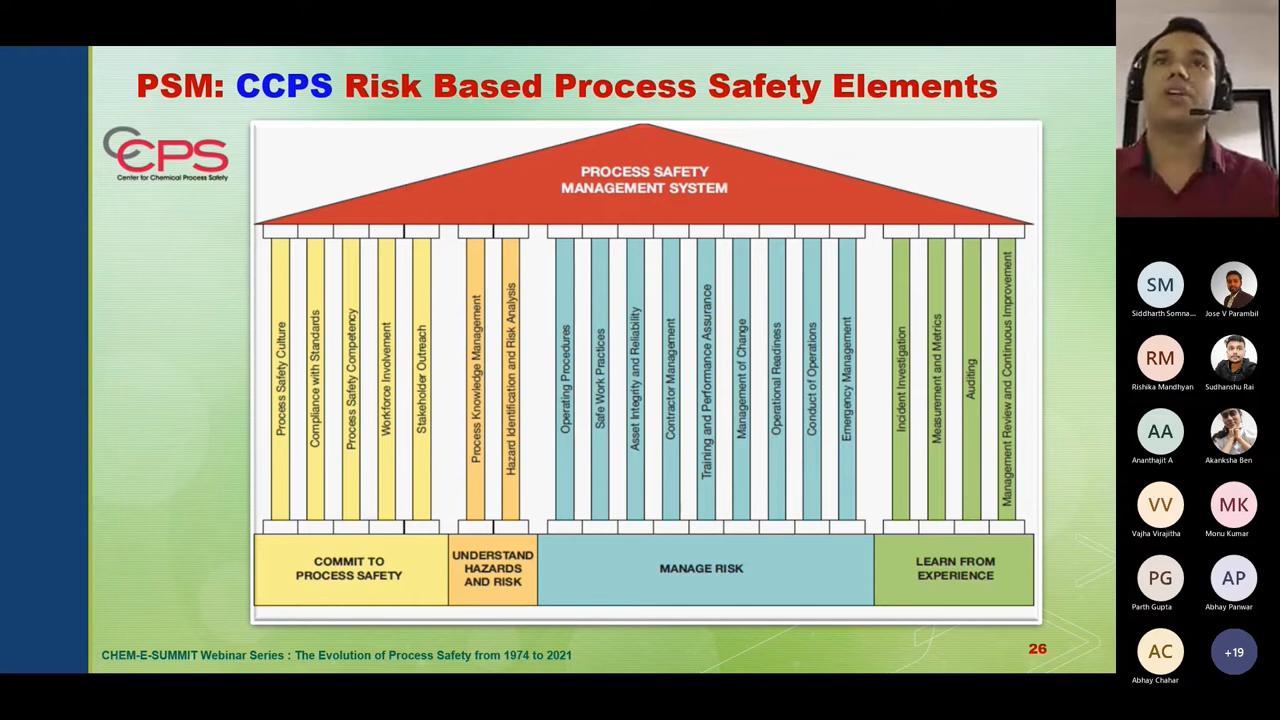 PSM: CCPS Risk Based Process Safety Elements
CCPS
Center for Chemical Process Safety
PROCESS SAFETY
MANAGEMENT SYSTEM
Process Safety Culture
Compliance with Standards
Process Safety Competency
Workforce Involvement
Stakeholder Outreach
Process Knowledge Management
Hazard Identification and Risk Analysis
Operating Procedures
Safe Work Practices
Asset Integrity and Reliability
Contractor Management
Training and Performance Assurance
Management of Change
Operational Readiness
Conduct of Operations
Emergency Management
Incident Investigation
Measurement and Metrics
Auditing
Management Review and Continuous Improvement
COMMIT TO
PROCESS SAFETY
UNDERSTAND
HAZARDS
AND RISK
MANAGE RISK
LEARN FROM
EXPERIENCE
CHEM-E-SUMMIT Webinar Series : The Evolution of Process Safety from 1974 to 2021
26
SM
Siddharth Somna...
Jose V Parambil
RM
Rishika Mandhyan
Sudhanshu Rai
AA
Ananthajit A
Akanksha Ben
VV
Vajha Virajitha
MK
Monu Kumar
PG
Parth Gupta
AP
Abhay Panwar
AC
Abhay Chahar
+19